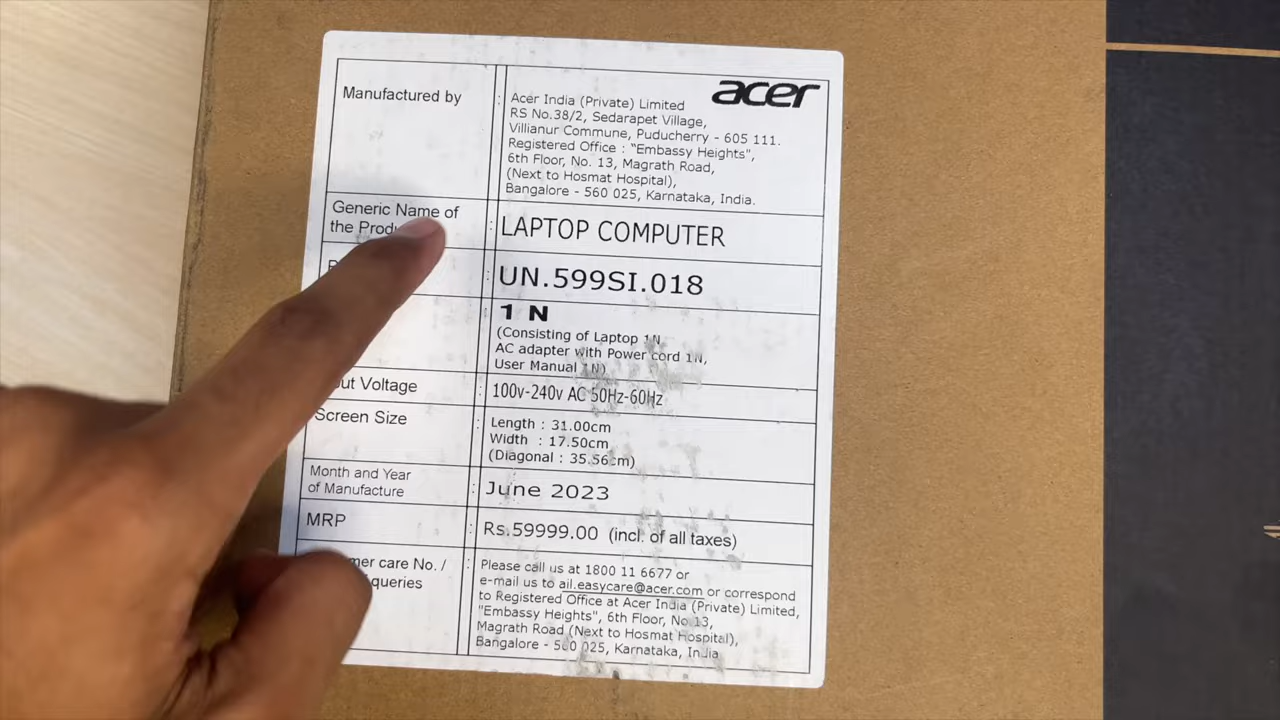 acer
Manufactured by
:
Acer India (Private) Limited
RS No.38/2, Sedarapet Village,
Villianur Commune, Puducherry - 605 111.
Registered Office : "Embassy Heights",
6th Floor, No. 13, Magrath Road,
(Next to Hosmat Hospital),
Bangalore - 560 025, Karnataka, India.
Generic Name of
the Produ
:
LAPTOP COMPUTER
:
UN.599SI.018
1 N
(Consisting of Laptop 1N,
AC adapter with Power cord 1N,
User Manual 1N)
ut Voltage
:
100v-240v AC 50Hz-60Hz
Screen Size
:
Length : 31.00cm
Width : 17.50cm
(Diagonal : 35.56cm)
Month and Year
of Manufacture
:
June 2023
MRP
:
Rs.59999.00 (incl. of all taxes)
mer care No. /
queries
:
Please call us at 1800 11 6677 or
e-mail us to ail.easycare@acer.com or correspond
to Registered Office at Acer India (Private) Limited,
"Embassy Heights", 6th Floor, No.13,
Magrath Road (Next to Hosmat Hospital),
Bangalore - 560 025, Karnataka, India